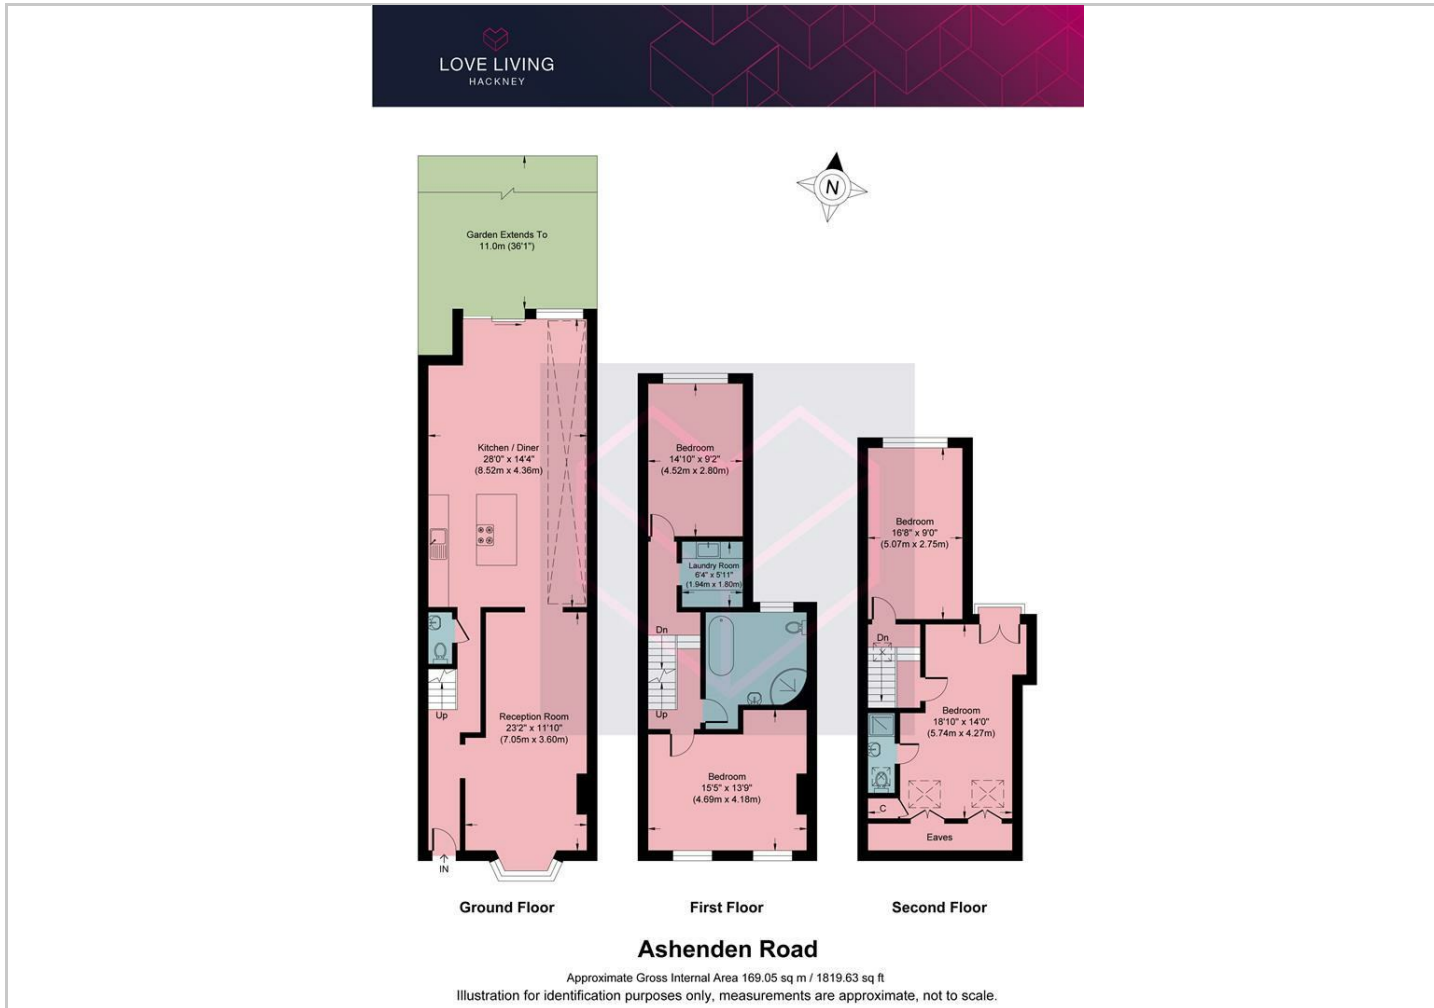 LOVE LIVING
HACKNEY
N
Garden Extends To
11.0m (36'1")
Kitchen / Diner
28'0" x 14'4"
(8.52m x 4.36m)
Up
Reception Room
23'2" x 11'10"
(7.05m x 3.60m)
IN
Ground Floor
Bedroom
14'10" x 9'2"
(4.52m x 2.80m)
Laundry Room
6'4" x 5'11"
(1.94m x 1.80m)
Dn
Up
Bedroom
15'5" x 13'9"
(4.69m x 4.18m)
First Floor
Bedroom
16'8" x 9'0"
(5.07m x 2.75m)
Dn
Bedroom
18'10" x 14'0"
(5.74m x 4.27m)
C
Eaves
Second Floor
Ashenden Road
Approximate Gross Internal Area 169.05 sq m / 1819.63 sq ft
Illustration for identification purposes only, measurements are approximate, not to scale.